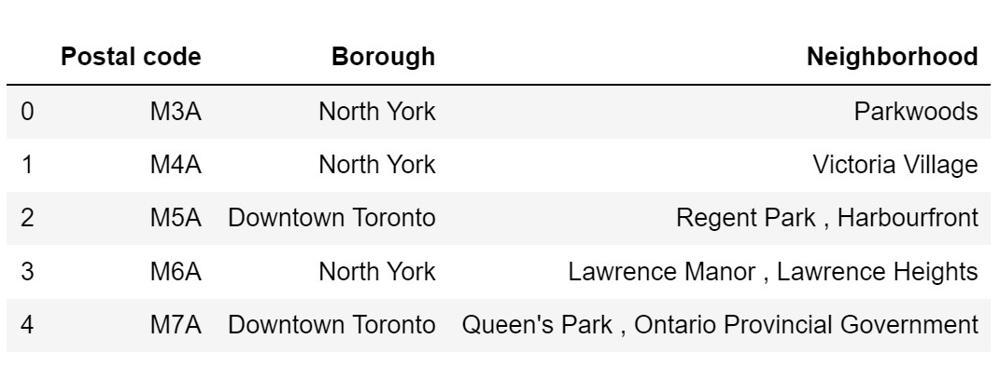 Postal code Borough Neighborhood
0 M3A North York Parkwoods
1 M4A North York Victoria Village
2 M5A Downtown Toronto Regent Park , Harbourfront
3 M6A North York Lawrence Manor , Lawrence Heights
4 M7A Downtown Toronto Queen's Park , Ontario Provincial Government